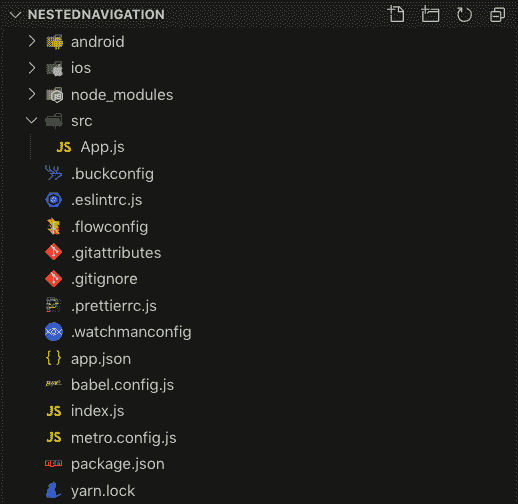 NESTEDNAVIGATION
android
ios
node_modules
src
JS App.js
.buckconfig
.eslintrc.js
.flowconfig
.gitattributes
.gitignore
.prettierrc.js
.watchmanconfig
{ } app.json
babel.config.js
JS index.js
JS metro.config.js
package.json
yarn.lock